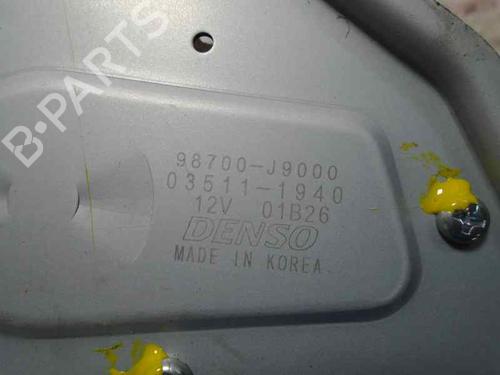 B-PARTS
98700-J9000
03511-1940
12V 01B26
DENSO
MADE IN KOREA